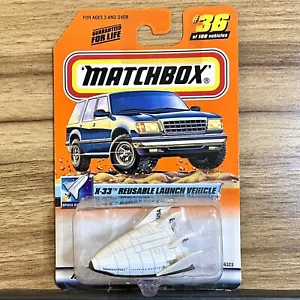 FOR AGES 3 AND OVER
GUARANTEED
FOR LIFE
#36
of 100 vehicles
MATCHBOX
X-33™ REUSABLE LAUNCH VEHICLE